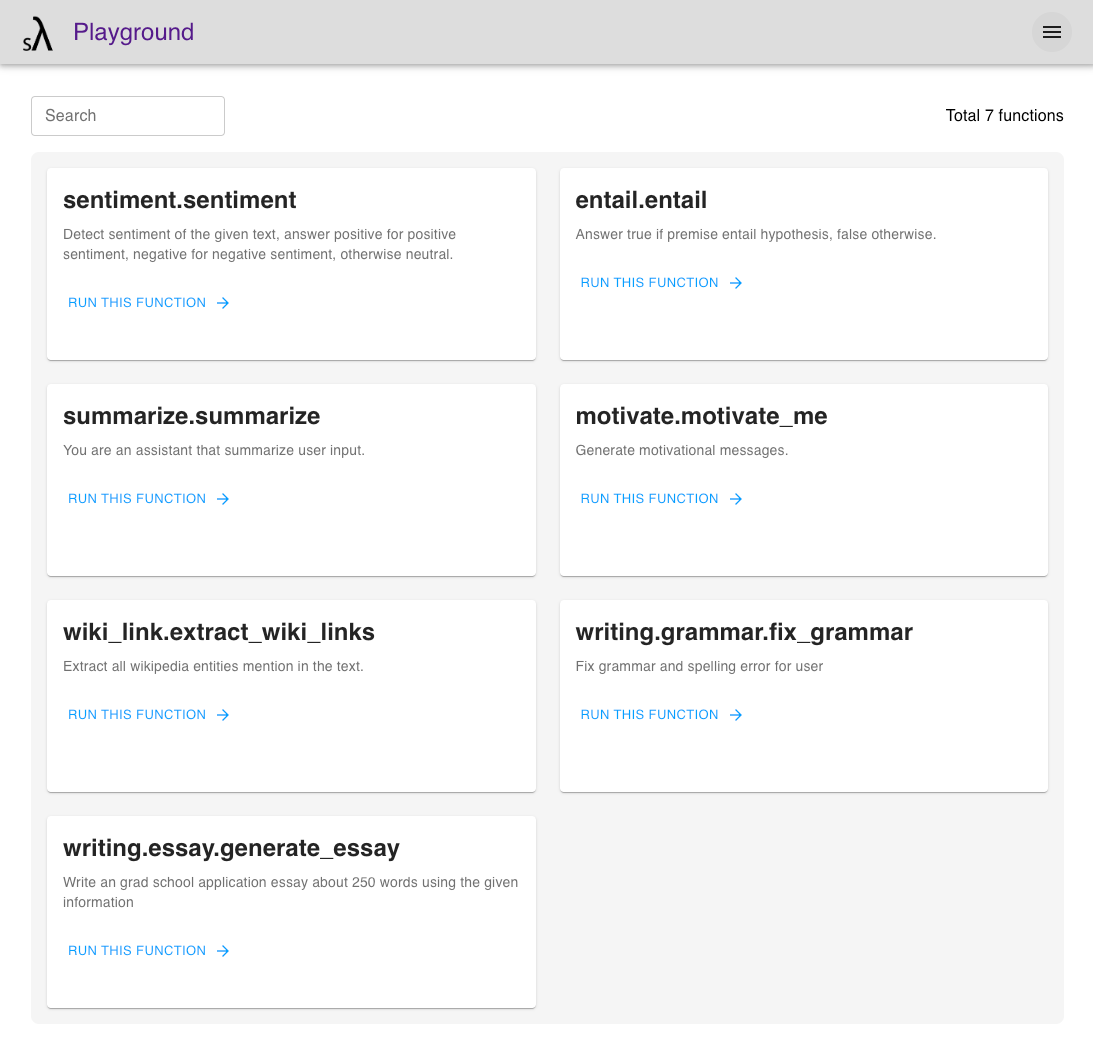 sλ Playground
Search
Total 7 functions
sentiment.sentiment
Detect sentiment of the given text, answer positive for positive
sentiment, negative for negative sentiment, otherwise neutral.
RUN THIS FUNCTION
entail.entail
Answer true if premise entail hypothesis, false otherwise.
RUN THIS FUNCTION
summarize.summarize
You are an assistant that summarize user input.
RUN THIS FUNCTION
motivate.motivate_me
Generate motivational messages.
RUN THIS FUNCTION
wiki_link.extract_wiki_links
Extract all wikipedia entities mention in the text.
RUN THIS FUNCTION
writing.grammar.fix_grammar
Fix grammar and spelling error for user
RUN THIS FUNCTION
writing.essay.generate_essay
Write an grad school application essay about 250 words using the given
information
RUN THIS FUNCTION